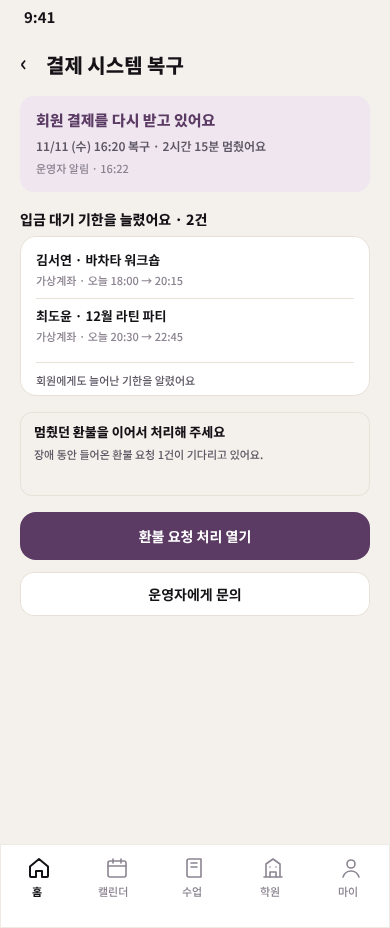 9:41
‹ 결제 시스템 복구
회원 결제를 다시 받고 있어요
11/11 (수) 16:20 복구 · 2시간 15분 멈췄어요
운영자 알림 · 16:22
입금 대기 기한을 늘렸어요 · 2건
김서연 · 바차타 워크숍
가상계좌 · 오늘 18:00 → 20:15
최도윤 · 12월 라틴 파티
가상계좌 · 오늘 20:30 → 22:45
회원에게도 늘어난 기한을 알렸어요
멈췄던 환불을 이어서 처리해 주세요
장애 동안 들어온 환불 요청 1건이 기다리고 있어요.
환불 요청 처리 열기
운영자에게 문의
홈 캘린더 수업 학원 마이